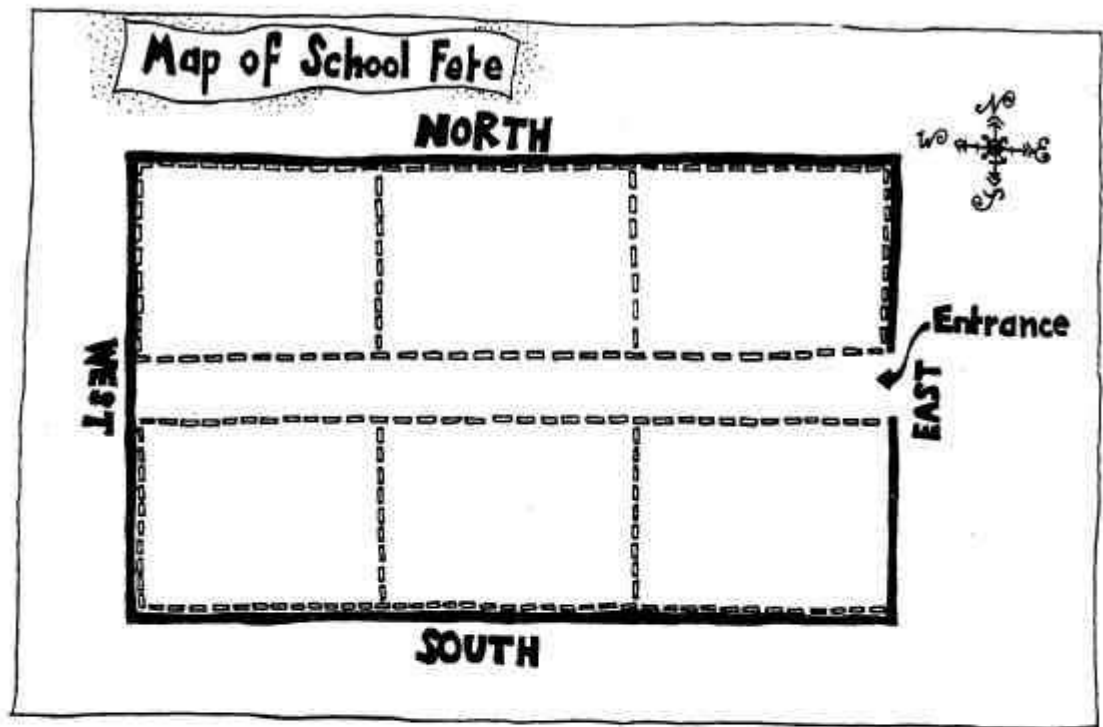 Map of School Fete
NORTH
N
W E
S
Entrance
WEST
EAST
SOUTH